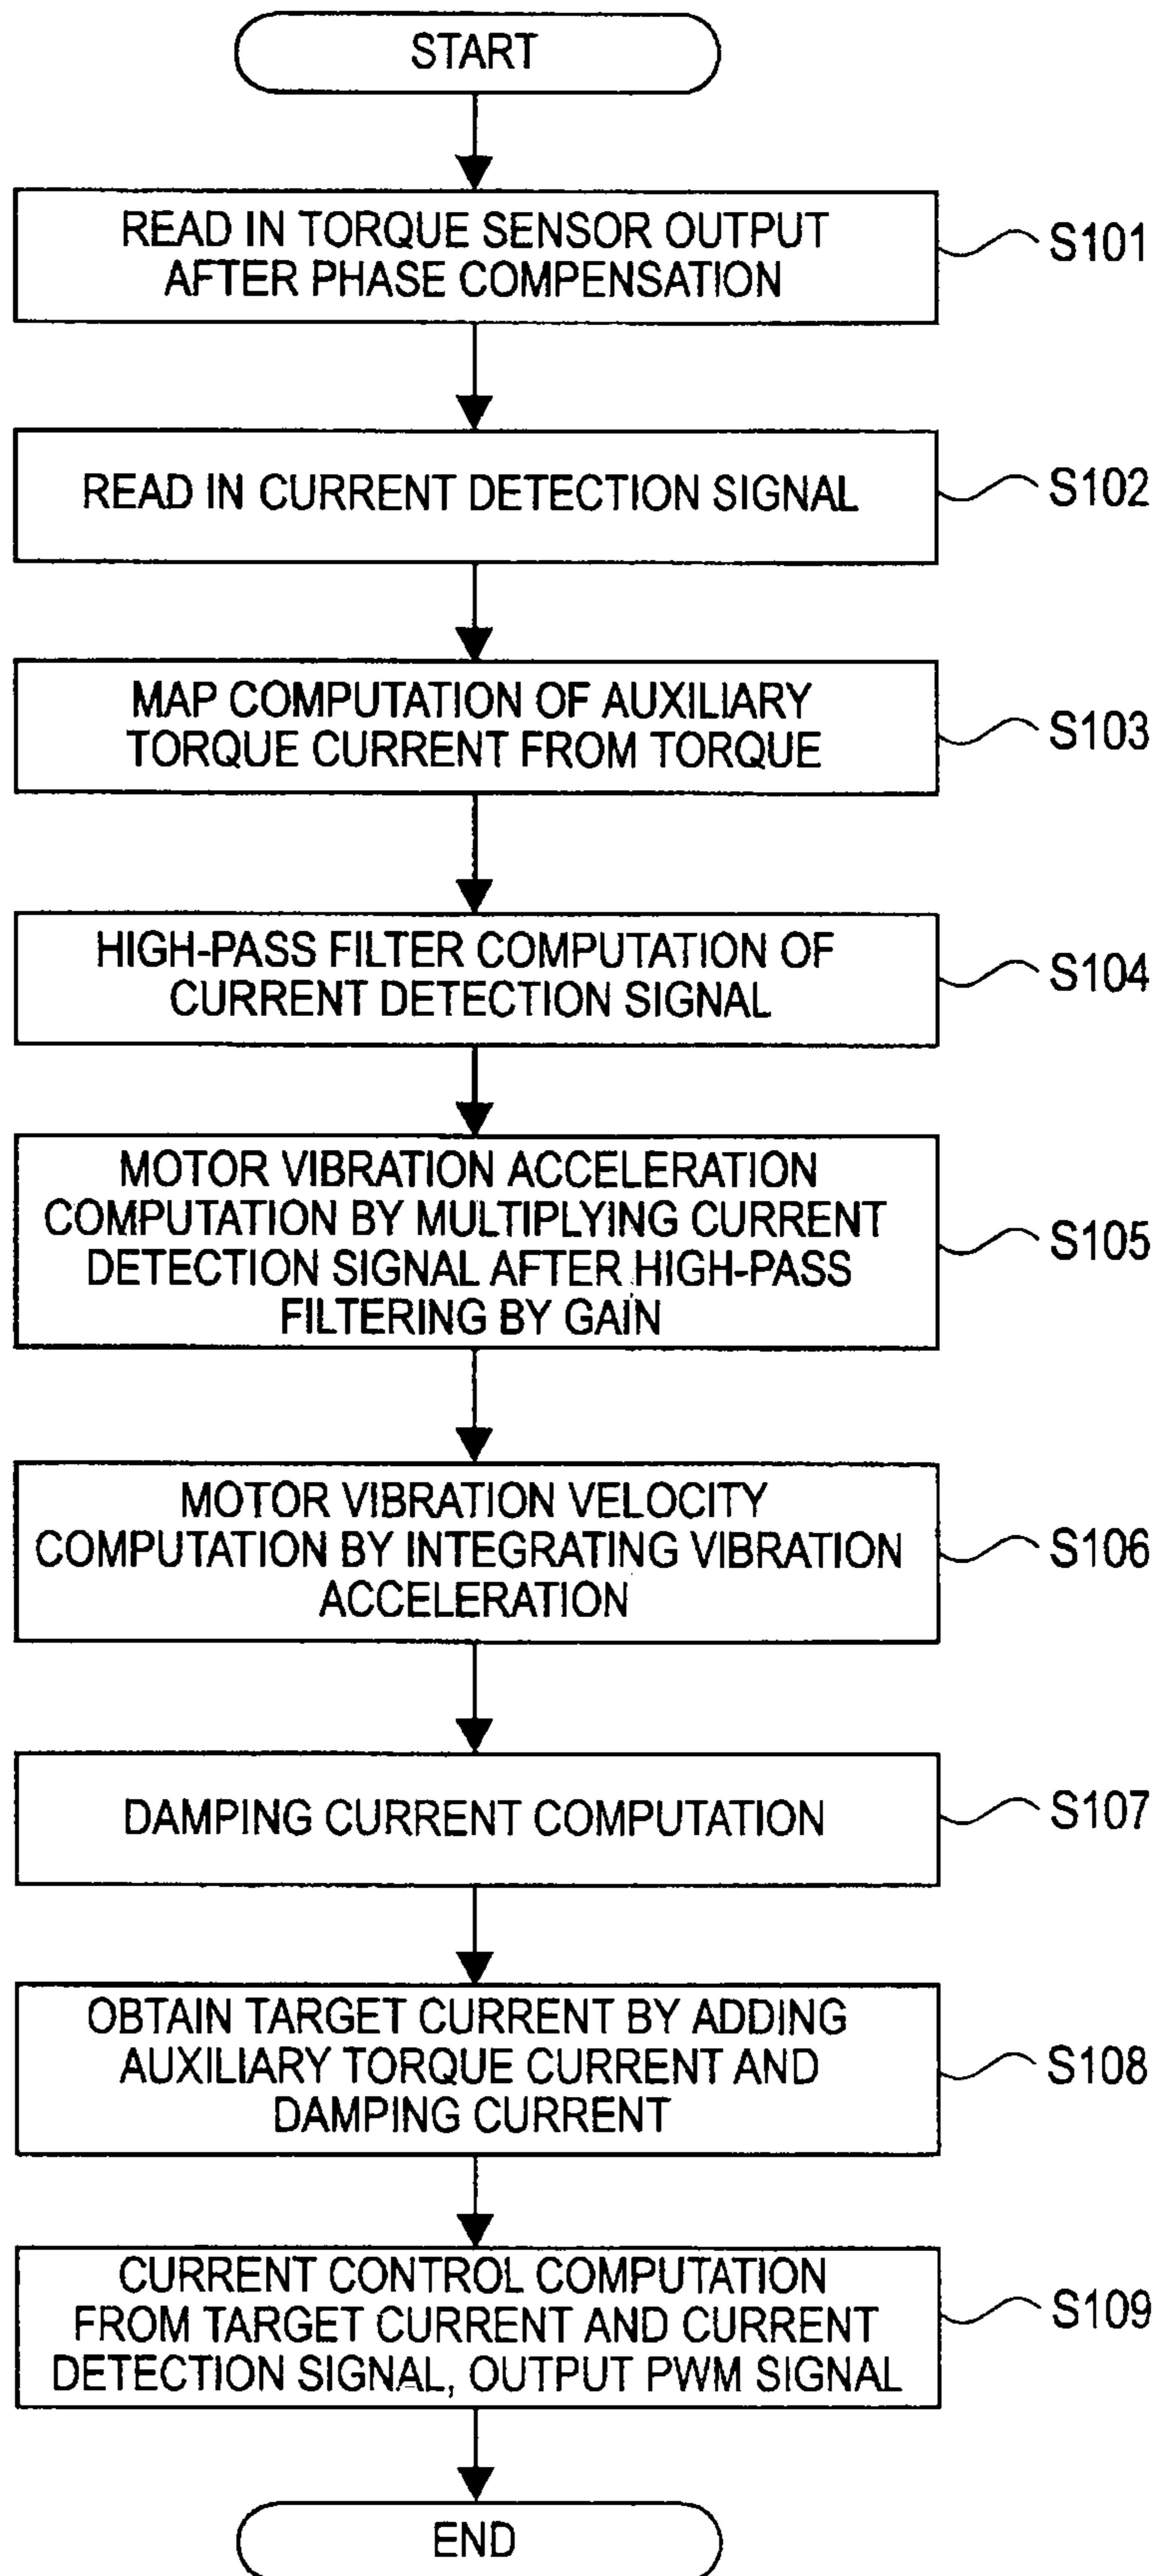 START
READ IN TORQUE SENSOR OUTPUT
AFTER PHASE COMPENSATION
S101
READ IN CURRENT DETECTION SIGNAL
S102
MAP COMPUTATION OF AUXILIARY
TORQUE CURRENT FROM TORQUE
S103
HIGH-PASS FILTER COMPUTATION OF
CURRENT DETECTION SIGNAL
S104
MOTOR VIBRATION ACCELERATION
COMPUTATION BY MULTIPLYING CURRENT
DETECTION SIGNAL AFTER HIGH-PASS
FILTERING BY GAIN
S105
MOTOR VIBRATION VELOCITY
COMPUTATION BY INTEGRATING VIBRATION
ACCELERATION
S106
DAMPING CURRENT COMPUTATION
S107
OBTAIN TARGET CURRENT BY ADDING
AUXILIARY TORQUE CURRENT AND
DAMPING CURRENT
S108
CURRENT CONTROL COMPUTATION
FROM TARGET CURRENT AND CURRENT
DETECTION SIGNAL, OUTPUT PWM SIGNAL
S109
END